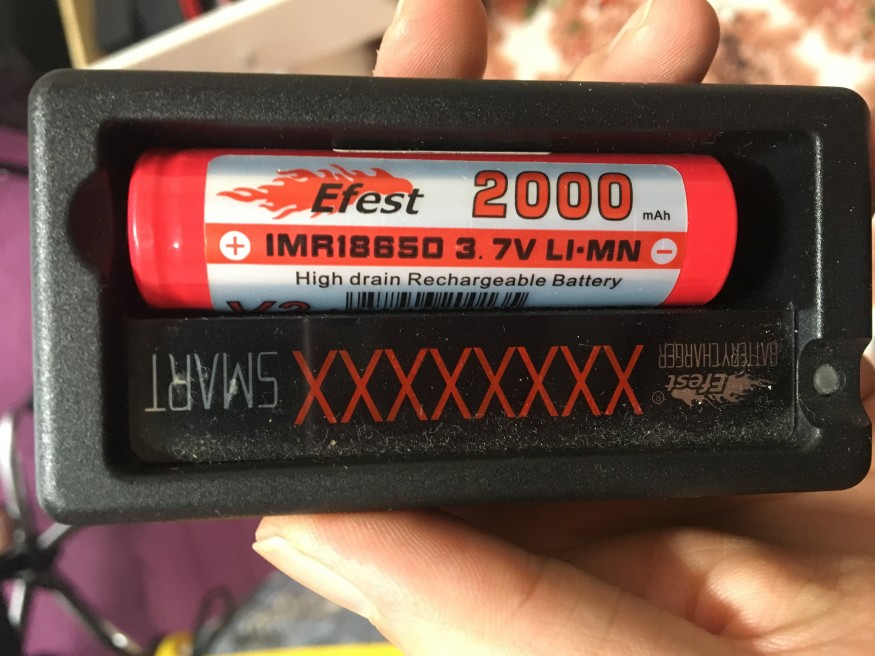 Efest 2000 mAh
+ IMR18650 3.7V LI-MN −
High drain Rechargeable Battery
SMART XXXXXXXX Efest®
BATTERY CHARGER